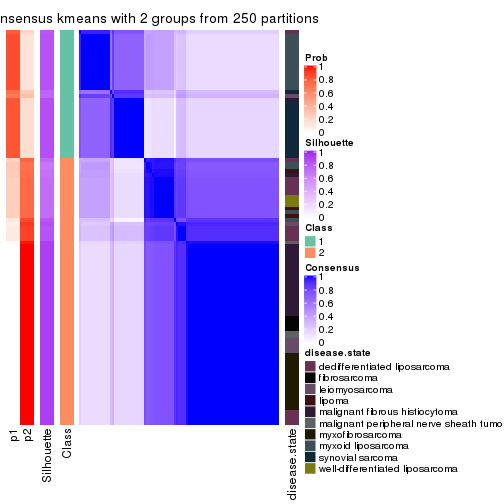 nsensus kmeans with 2 groups from 250 partitions
Prob
1
0.8
0.6
0.4
0.2
0
Silhouette
1
0.8
0.6
0.4
0.2
0
Class
1
2
Consensus
1
0.8
0.6
0.4
0.2
0
disease.state
dedifferentiated liposarcoma
fibrosarcoma
leiomyosarcoma
lipoma
malignant fibrous histiocytoma
malignant peripheral nerve sheath tumo
myxofibrosarcoma
myxoid liposarcoma
synovial sarcoma
well-differentiated liposarcoma
p1
p2
Silhouette
Class
disease.state